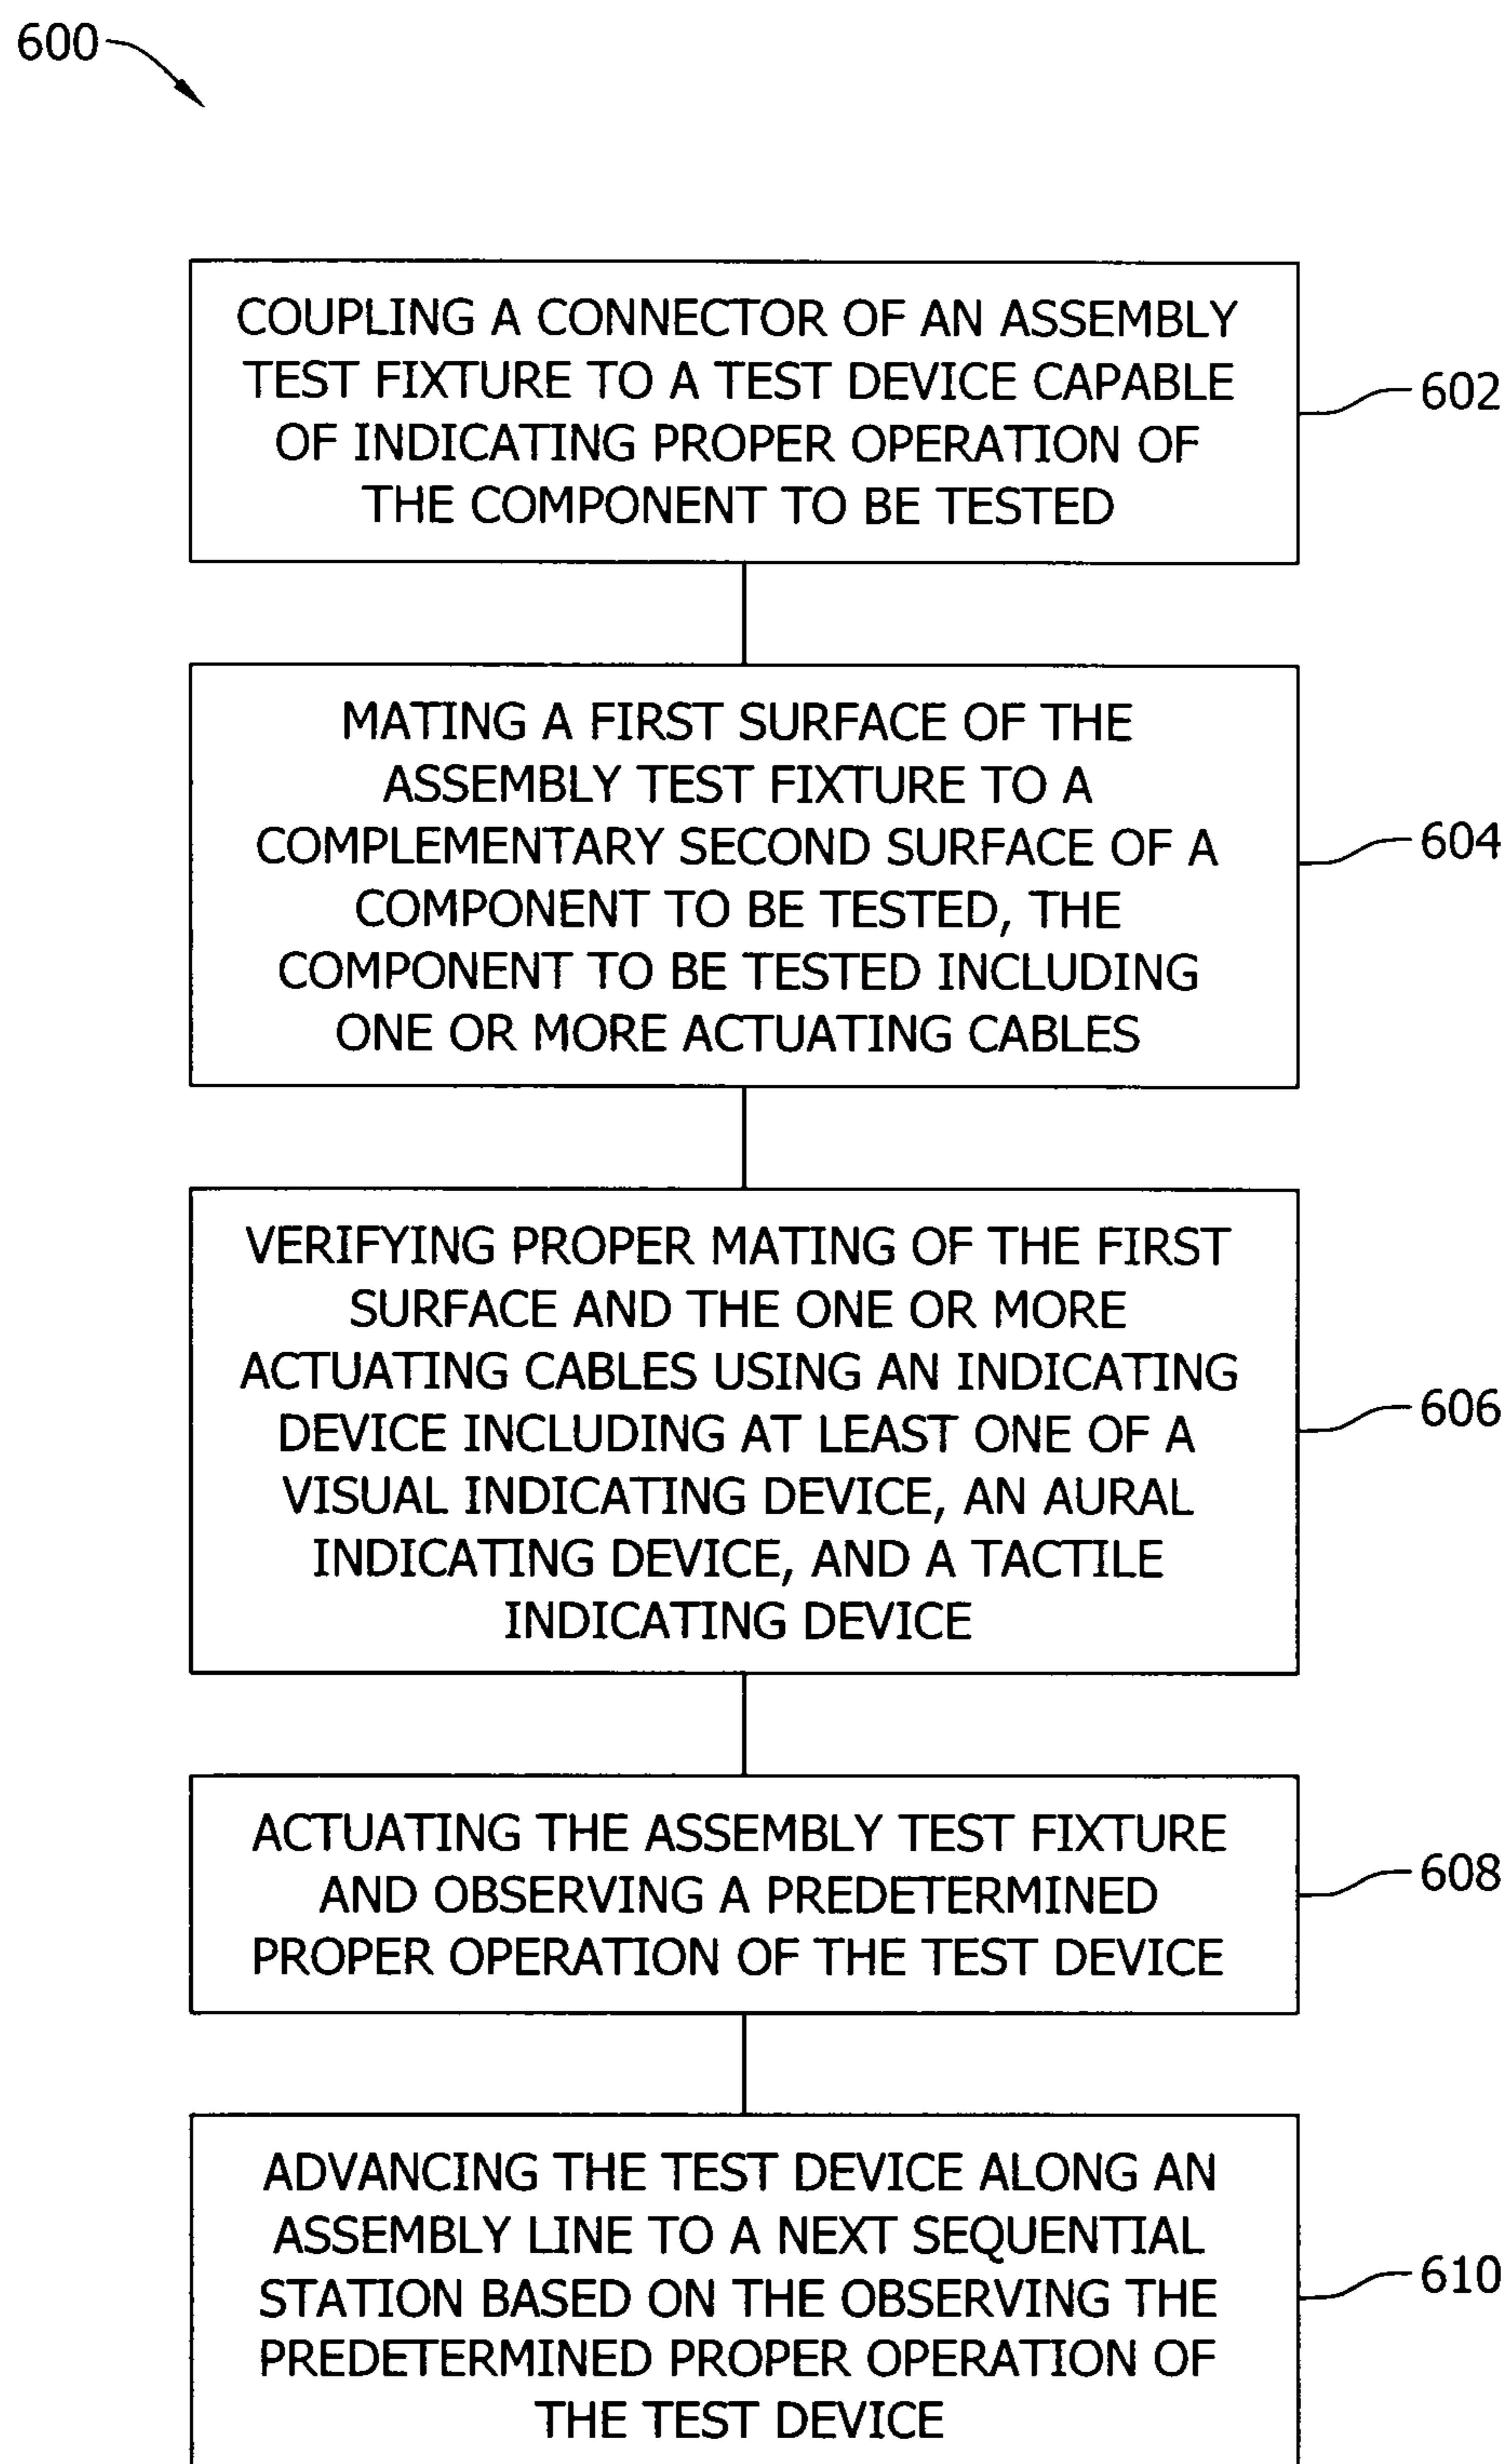 600
COUPLING A CONNECTOR OF AN ASSEMBLY
TEST FIXTURE TO A TEST DEVICE CAPABLE
OF INDICATING PROPER OPERATION OF
THE COMPONENT TO BE TESTED
602
MATING A FIRST SURFACE OF THE
ASSEMBLY TEST FIXTURE TO A
COMPLEMENTARY SECOND SURFACE OF A
COMPONENT TO BE TESTED, THE
COMPONENT TO BE TESTED INCLUDING
ONE OR MORE ACTUATING CABLES
604
VERIFYING PROPER MATING OF THE FIRST
SURFACE AND THE ONE OR MORE
ACTUATING CABLES USING AN INDICATING
DEVICE INCLUDING AT LEAST ONE OF A
VISUAL INDICATING DEVICE, AN AURAL
INDICATING DEVICE, AND A TACTILE
INDICATING DEVICE
606
ACTUATING THE ASSEMBLY TEST FIXTURE
AND OBSERVING A PREDETERMINED
PROPER OPERATION OF THE TEST DEVICE
608
ADVANCING THE TEST DEVICE ALONG AN
ASSEMBLY LINE TO A NEXT SEQUENTIAL
STATION BASED ON THE OBSERVING THE
PREDETERMINED PROPER OPERATION OF
THE TEST DEVICE
610